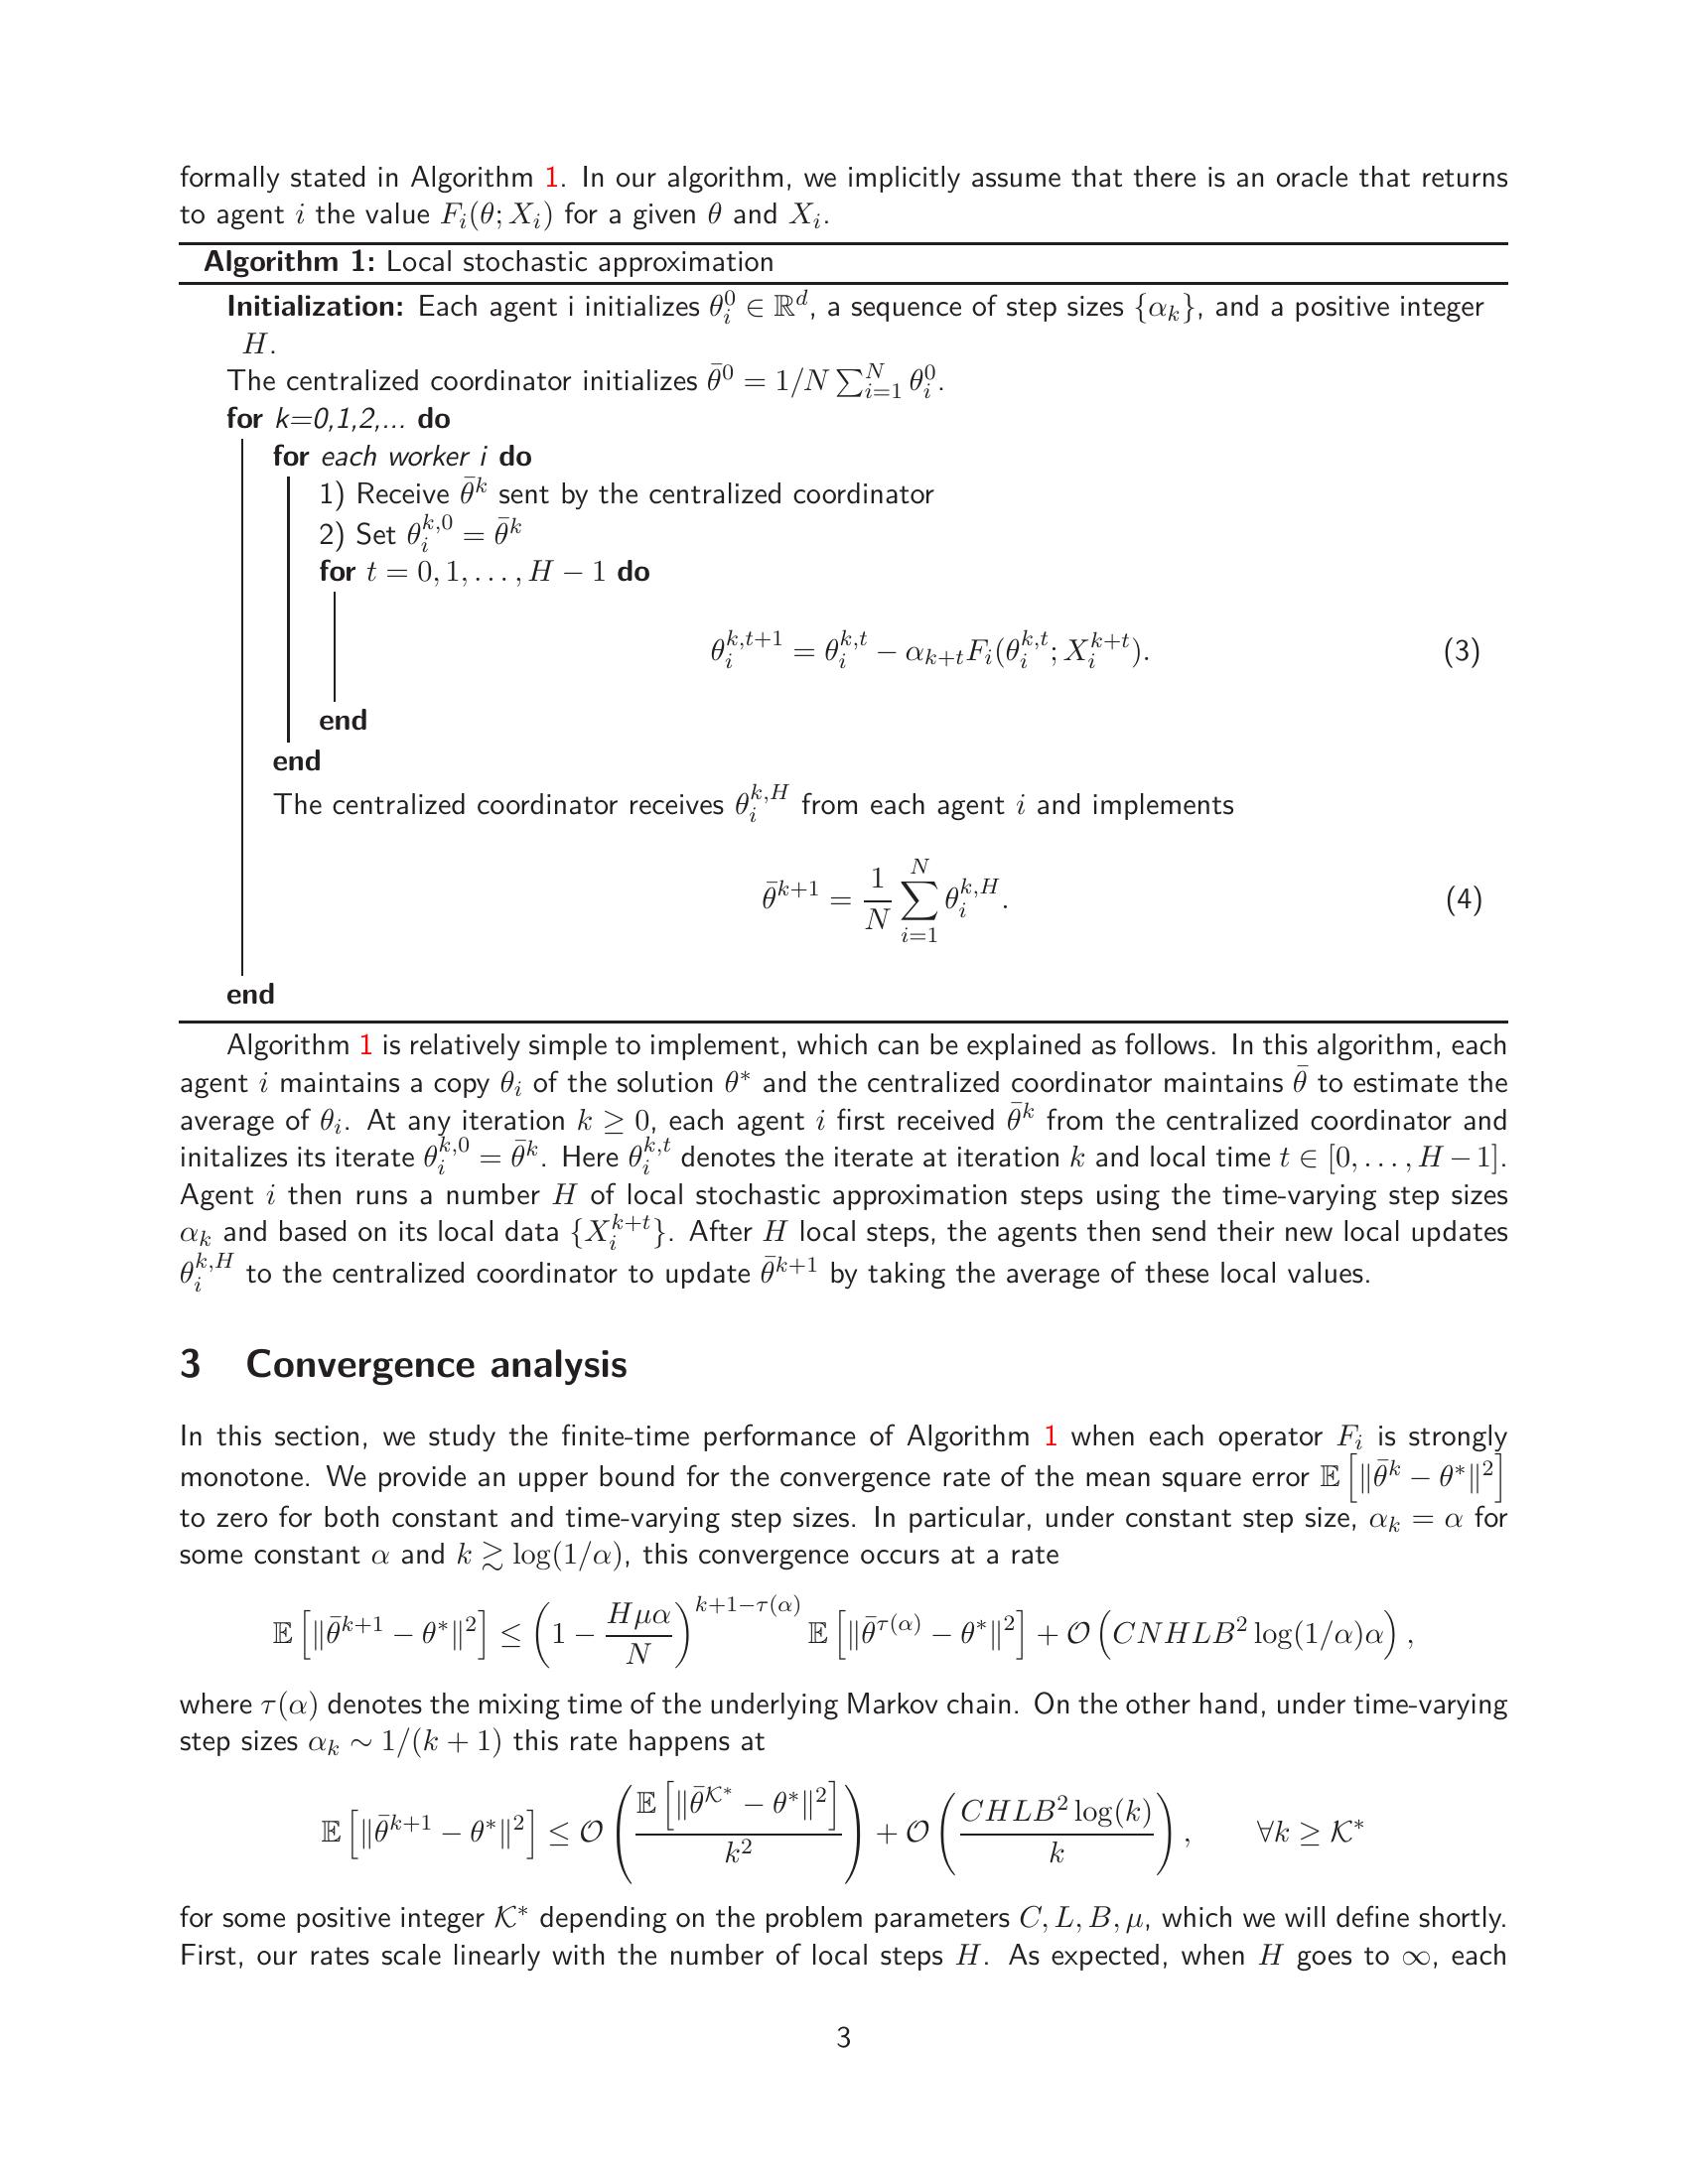 formally stated in Algorithm 1. In our algorithm, we implicitly assume that there is an oracle that returns
to agent $i$ the value $F_i(\theta; X_i)$ for a given $\theta$ and $X_i$.
Algorithm 1: Local stochastic approximation
Initialization: Each agent i initializes $\theta_i^0 \in \mathbb{R}^d$, a sequence of step sizes $\{\alpha_k\}$, and a positive integer
$H$.
The centralized coordinator initializes $\bar{\theta}^0 = 1/N \sum_{i=1}^N \theta_i^0$.
for k=0,1,2,... do
for each worker i do
1) Receive $\bar{\theta}^k$ sent by the centralized coordinator
2) Set $\theta_i^{k,0} = \bar{\theta}^k$
for $t = 0, 1, \ldots, H - 1$ do
$\theta_i^{k,t+1} = \theta_i^{k,t} - \alpha_{k+t} F_i(\theta_i^{k,t}; X_i^{k+t}).$ (3)
end
end
The centralized coordinator receives $\theta_i^{k,H}$ from each agent $i$ and implements
$\bar{\theta}^{k+1} = \frac{1}{N} \sum_{i=1}^N \theta_i^{k,H}.$ (4)
end
Algorithm 1 is relatively simple to implement, which can be explained as follows. In this algorithm, each
agent $i$ maintains a copy $\theta_i$ of the solution $\theta^*$ and the centralized coordinator maintains $\bar{\theta}$ to estimate the
average of $\theta_i$. At any iteration $k \geq 0$, each agent $i$ first received $\bar{\theta}^k$ from the centralized coordinator and
initalizes its iterate $\theta_i^{k,0} = \bar{\theta}^k$. Here $\theta_i^{k,t}$ denotes the iterate at iteration $k$ and local time $t \in [0, \ldots, H-1]$.
Agent $i$ then runs a number $H$ of local stochastic approximation steps using the time-varying step sizes
$\alpha_k$ and based on its local data $\{X_i^{k+t}\}$. After $H$ local steps, the agents then send their new local updates
$\theta_i^{k,H}$ to the centralized coordinator to update $\bar{\theta}^{k+1}$ by taking the average of these local values.
3 Convergence analysis
In this section, we study the finite-time performance of Algorithm 1 when each operator $F_i$ is strongly
monotone. We provide an upper bound for the convergence rate of the mean square error $\mathbb{E}\left[\|\bar{\theta}^k - \theta^*\|^2\right]$
to zero for both constant and time-varying step sizes. In particular, under constant step size, $\alpha_k = \alpha$ for
some constant $\alpha$ and $k \gtrsim \log(1/\alpha)$, this convergence occurs at a rate
$\mathbb{E}\left[\|\bar{\theta}^{k+1} - \theta^*\|^2\right] \leq \left(1 - \frac{H\mu\alpha}{N}\right)^{k+1-\tau(\alpha)} \mathbb{E}\left[\|\bar{\theta}^{\tau(\alpha)} - \theta^*\|^2\right] + \mathcal{O}\left(CNHLB^2 \log(1/\alpha)\alpha\right),$
where $\tau(\alpha)$ denotes the mixing time of the underlying Markov chain. On the other hand, under time-varying
step sizes $\alpha_k \sim 1/(k+1)$ this rate happens at
$\mathbb{E}\left[\|\bar{\theta}^{k+1} - \theta^*\|^2\right] \leq \mathcal{O}\left(\frac{\mathbb{E}\left[\|\bar{\theta}^{\mathcal{K}^*} - \theta^*\|^2\right]}{k^2}\right) + \mathcal{O}\left(\frac{CHLB^2 \log(k)}{k}\right), \qquad \forall k \geq \mathcal{K}^*$
for some positive integer $\mathcal{K}^*$ depending on the problem parameters $C, L, B, \mu$, which we will define shortly.
First, our rates scale linearly with the number of local steps $H$. As expected, when $H$ goes to $\infty$, each
3